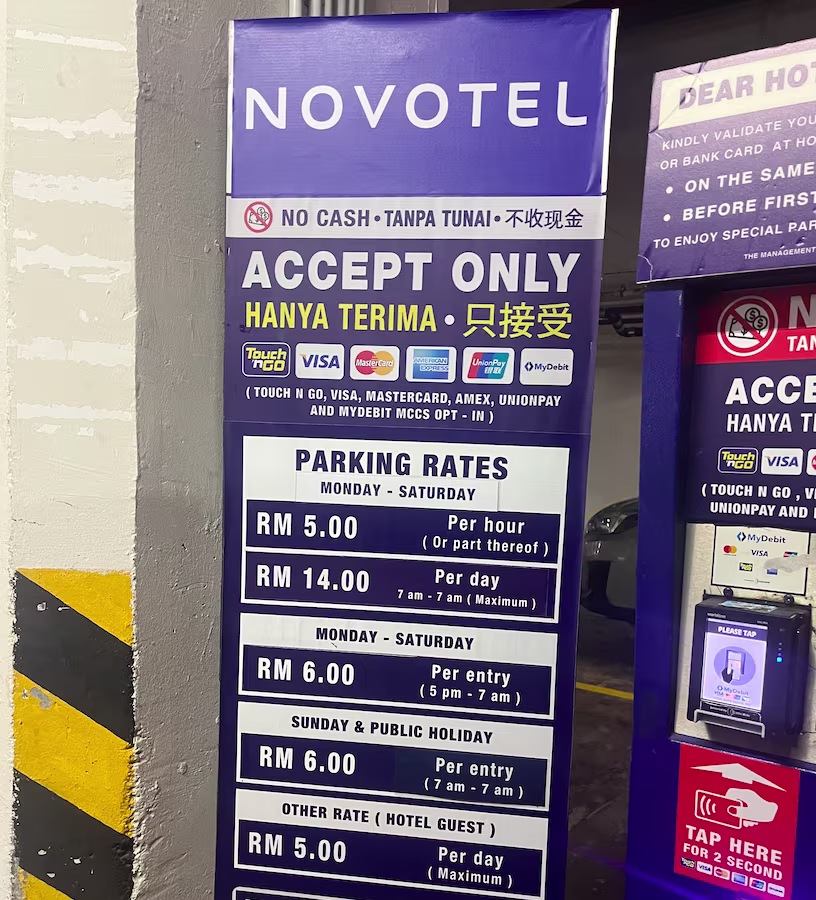 NOVOTEL
NO CASH • TANPA TUNAI • 不收现金
ACCEPT ONLY
HANYA TERIMA • 只接受
Touch 'n GO VISA MasterCard AMERICAN EXPRESS UnionPay 银联 MyDebit
( TOUCH N GO, VISA, MASTERCARD, AMEX, UNIONPAY
AND MYDEBIT MCCS OPT - IN )
PARKING RATES
MONDAY - SATURDAY
RM 5.00 Per hour
( Or part thereof )
RM 14.00 Per day
7 am - 7 am ( Maximum )
MONDAY - SATURDAY
RM 6.00 Per entry
( 5 pm - 7 am )
SUNDAY & PUBLIC HOLIDAY
RM 6.00 Per entry
( 7 am - 7 am )
OTHER RATE ( HOTEL GUEST )
RM 5.00 Per day
( Maximum )
DEAR HOT
KINDLY VALIDATE YOU
OR BANK CARD AT HO
• ON THE SAME
• BEFORE FIRST
TO ENJOY SPECIAL PAR
THE MANAGEMENT
N
TAN
ACCE
HANYA T
Touch 'n GO VISA
( TOUCH N GO , V
UNIONPAY AND
MyDebit
VISA
PLEASE TAP
MyDebit
TAP HERE
FOR 2 SECOND